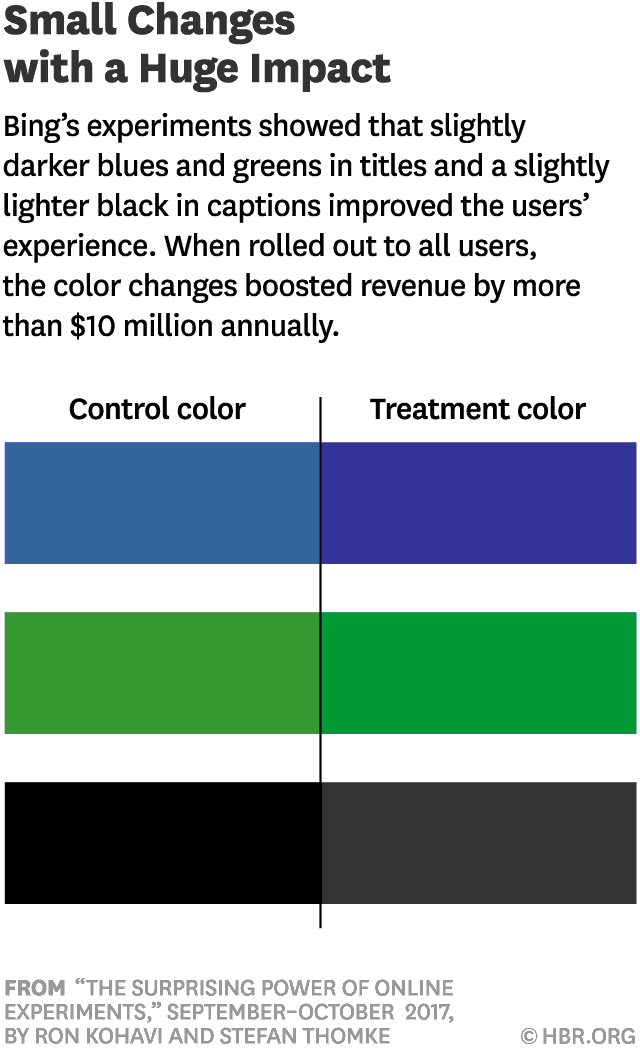 Small Changes
with a Huge Impact
Bing’s experiments showed that slightly
darker blues and greens in titles and a slightly
lighter black in captions improved the users’
experience. When rolled out to all users,
the color changes boosted revenue by more
than $10 million annually.
Control color
Treatment color
FROM “THE SURPRISING POWER OF ONLINE
EXPERIMENTS,” SEPTEMBER–OCTOBER 2017,
BY RON KOHAVI AND STEFAN THOMKE
© HBR.ORG